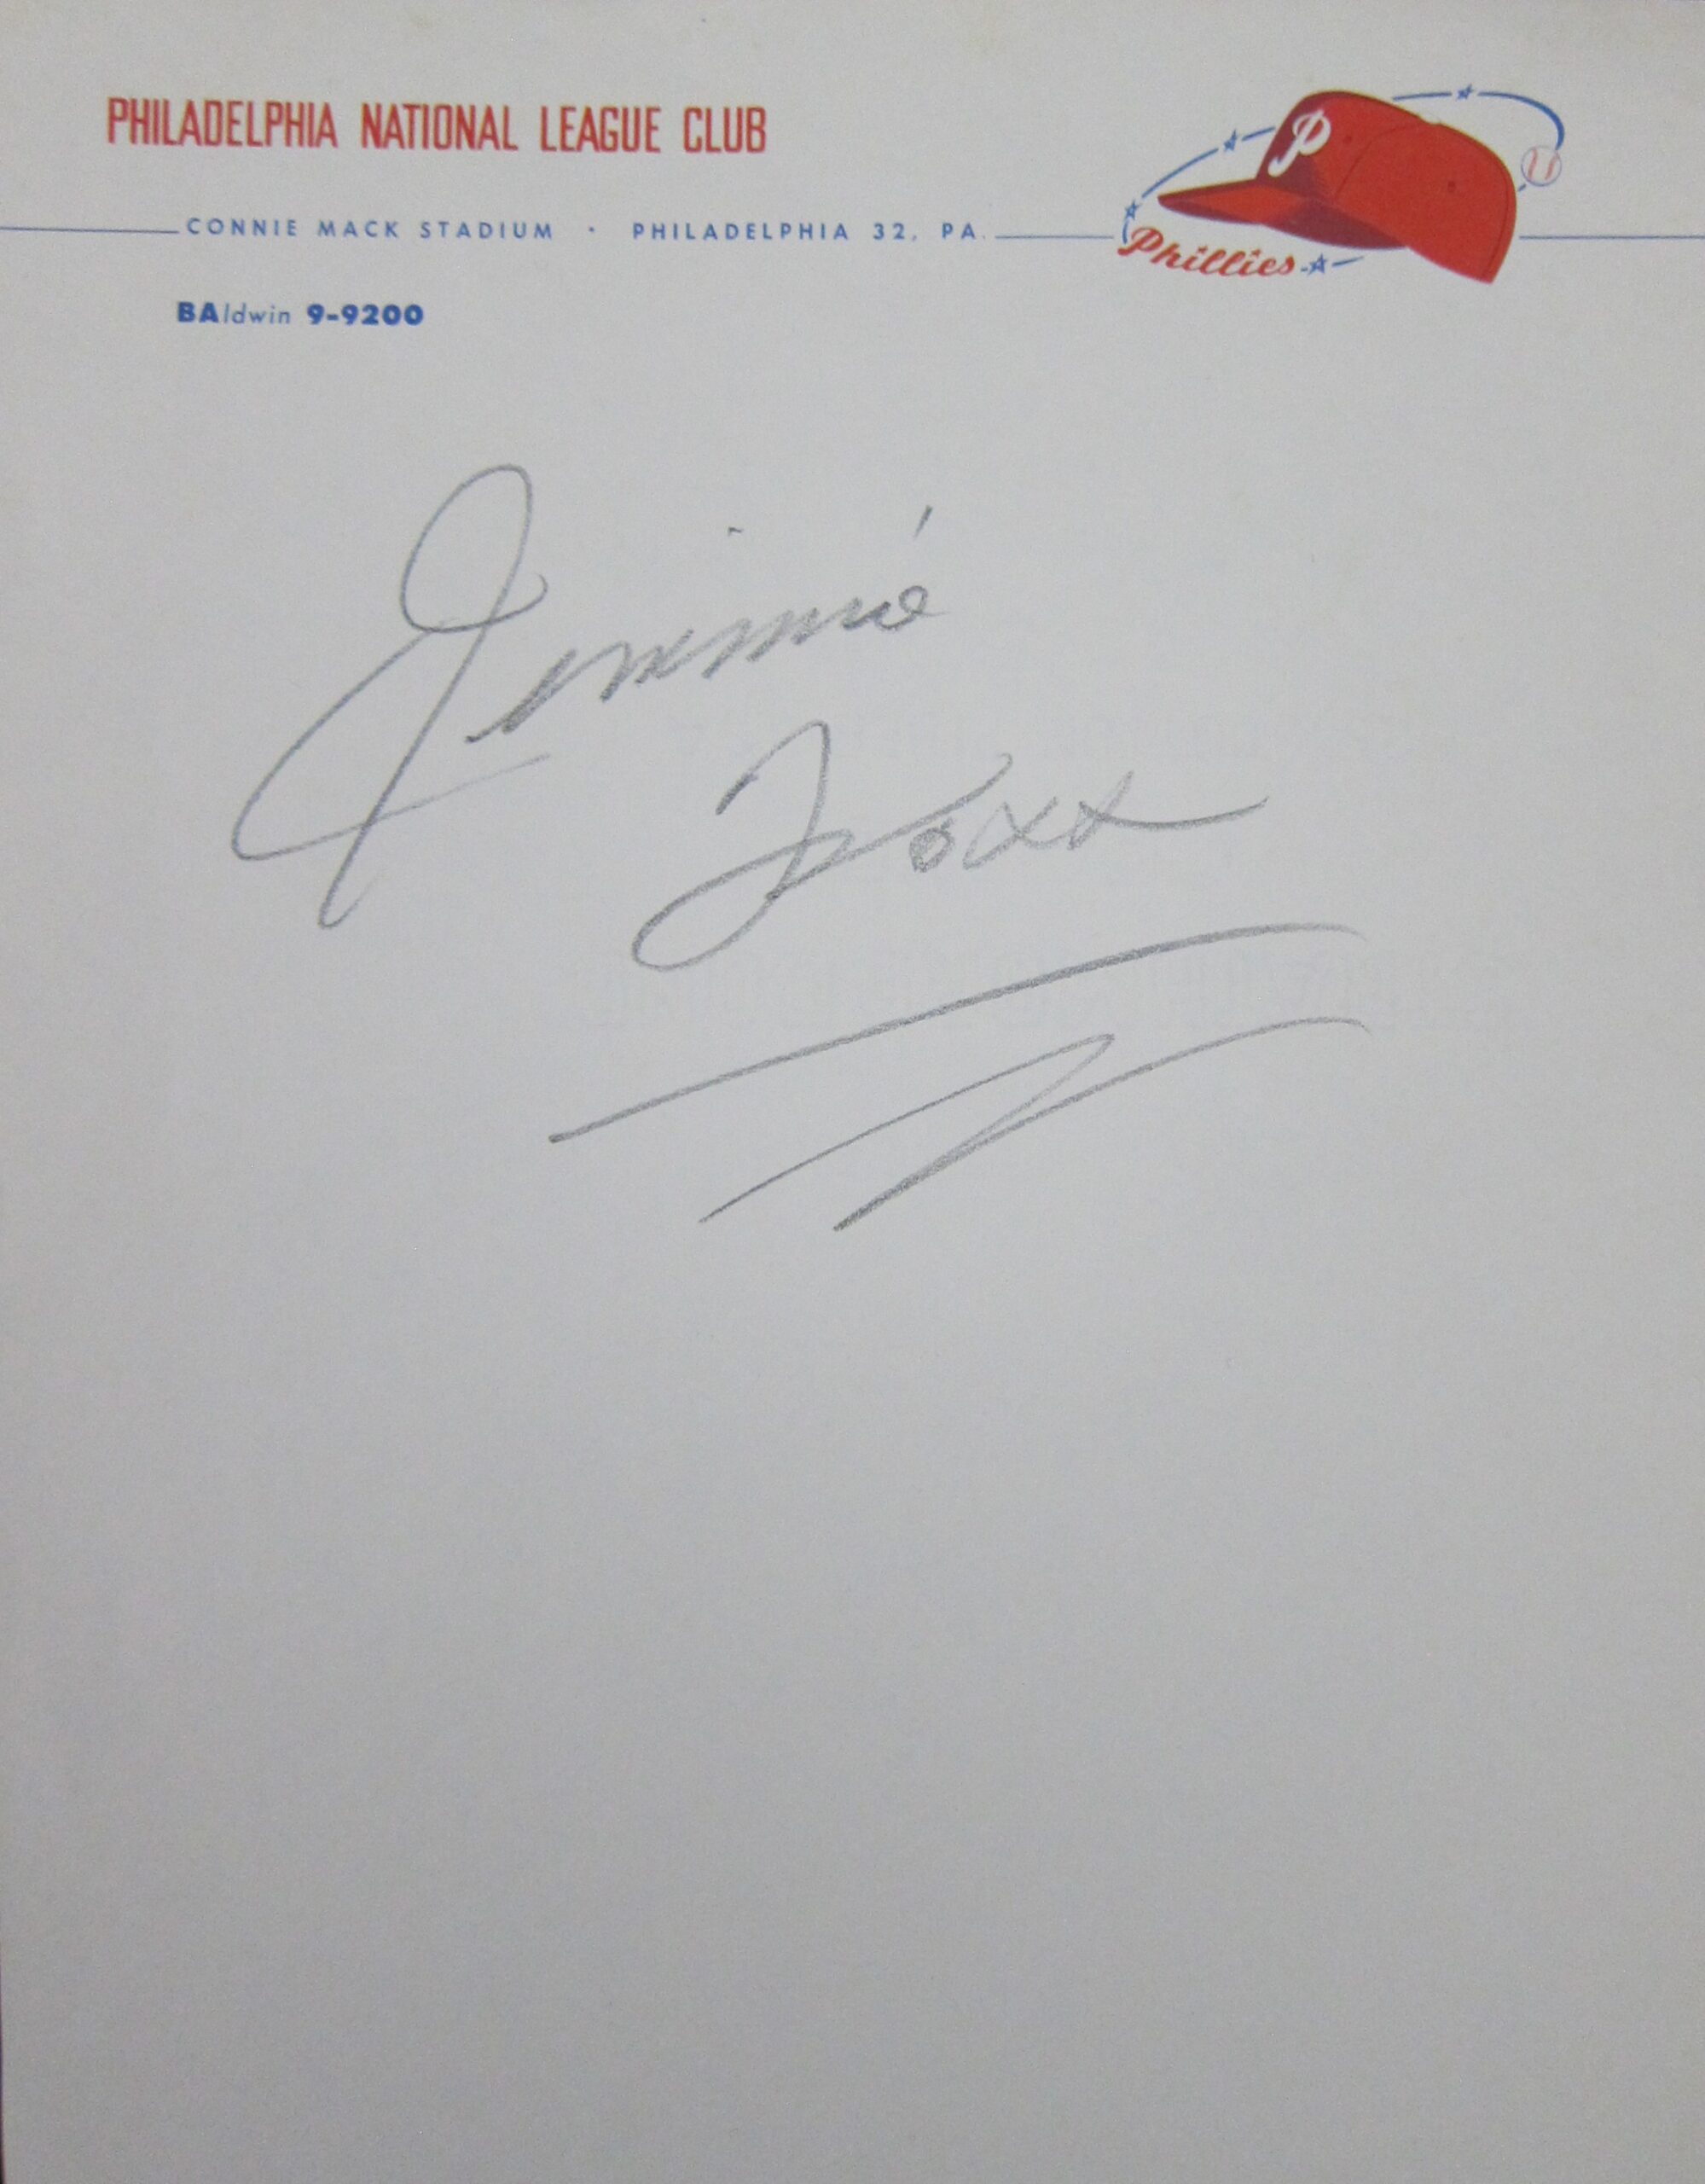 PHILADELPHIA NATIONAL LEAGUE CLUB
P
CONNIE MACK STADIUM · PHILADELPHIA 32, PA.
Phillies
BAldwin 9-9200
Jimmie
Foxx